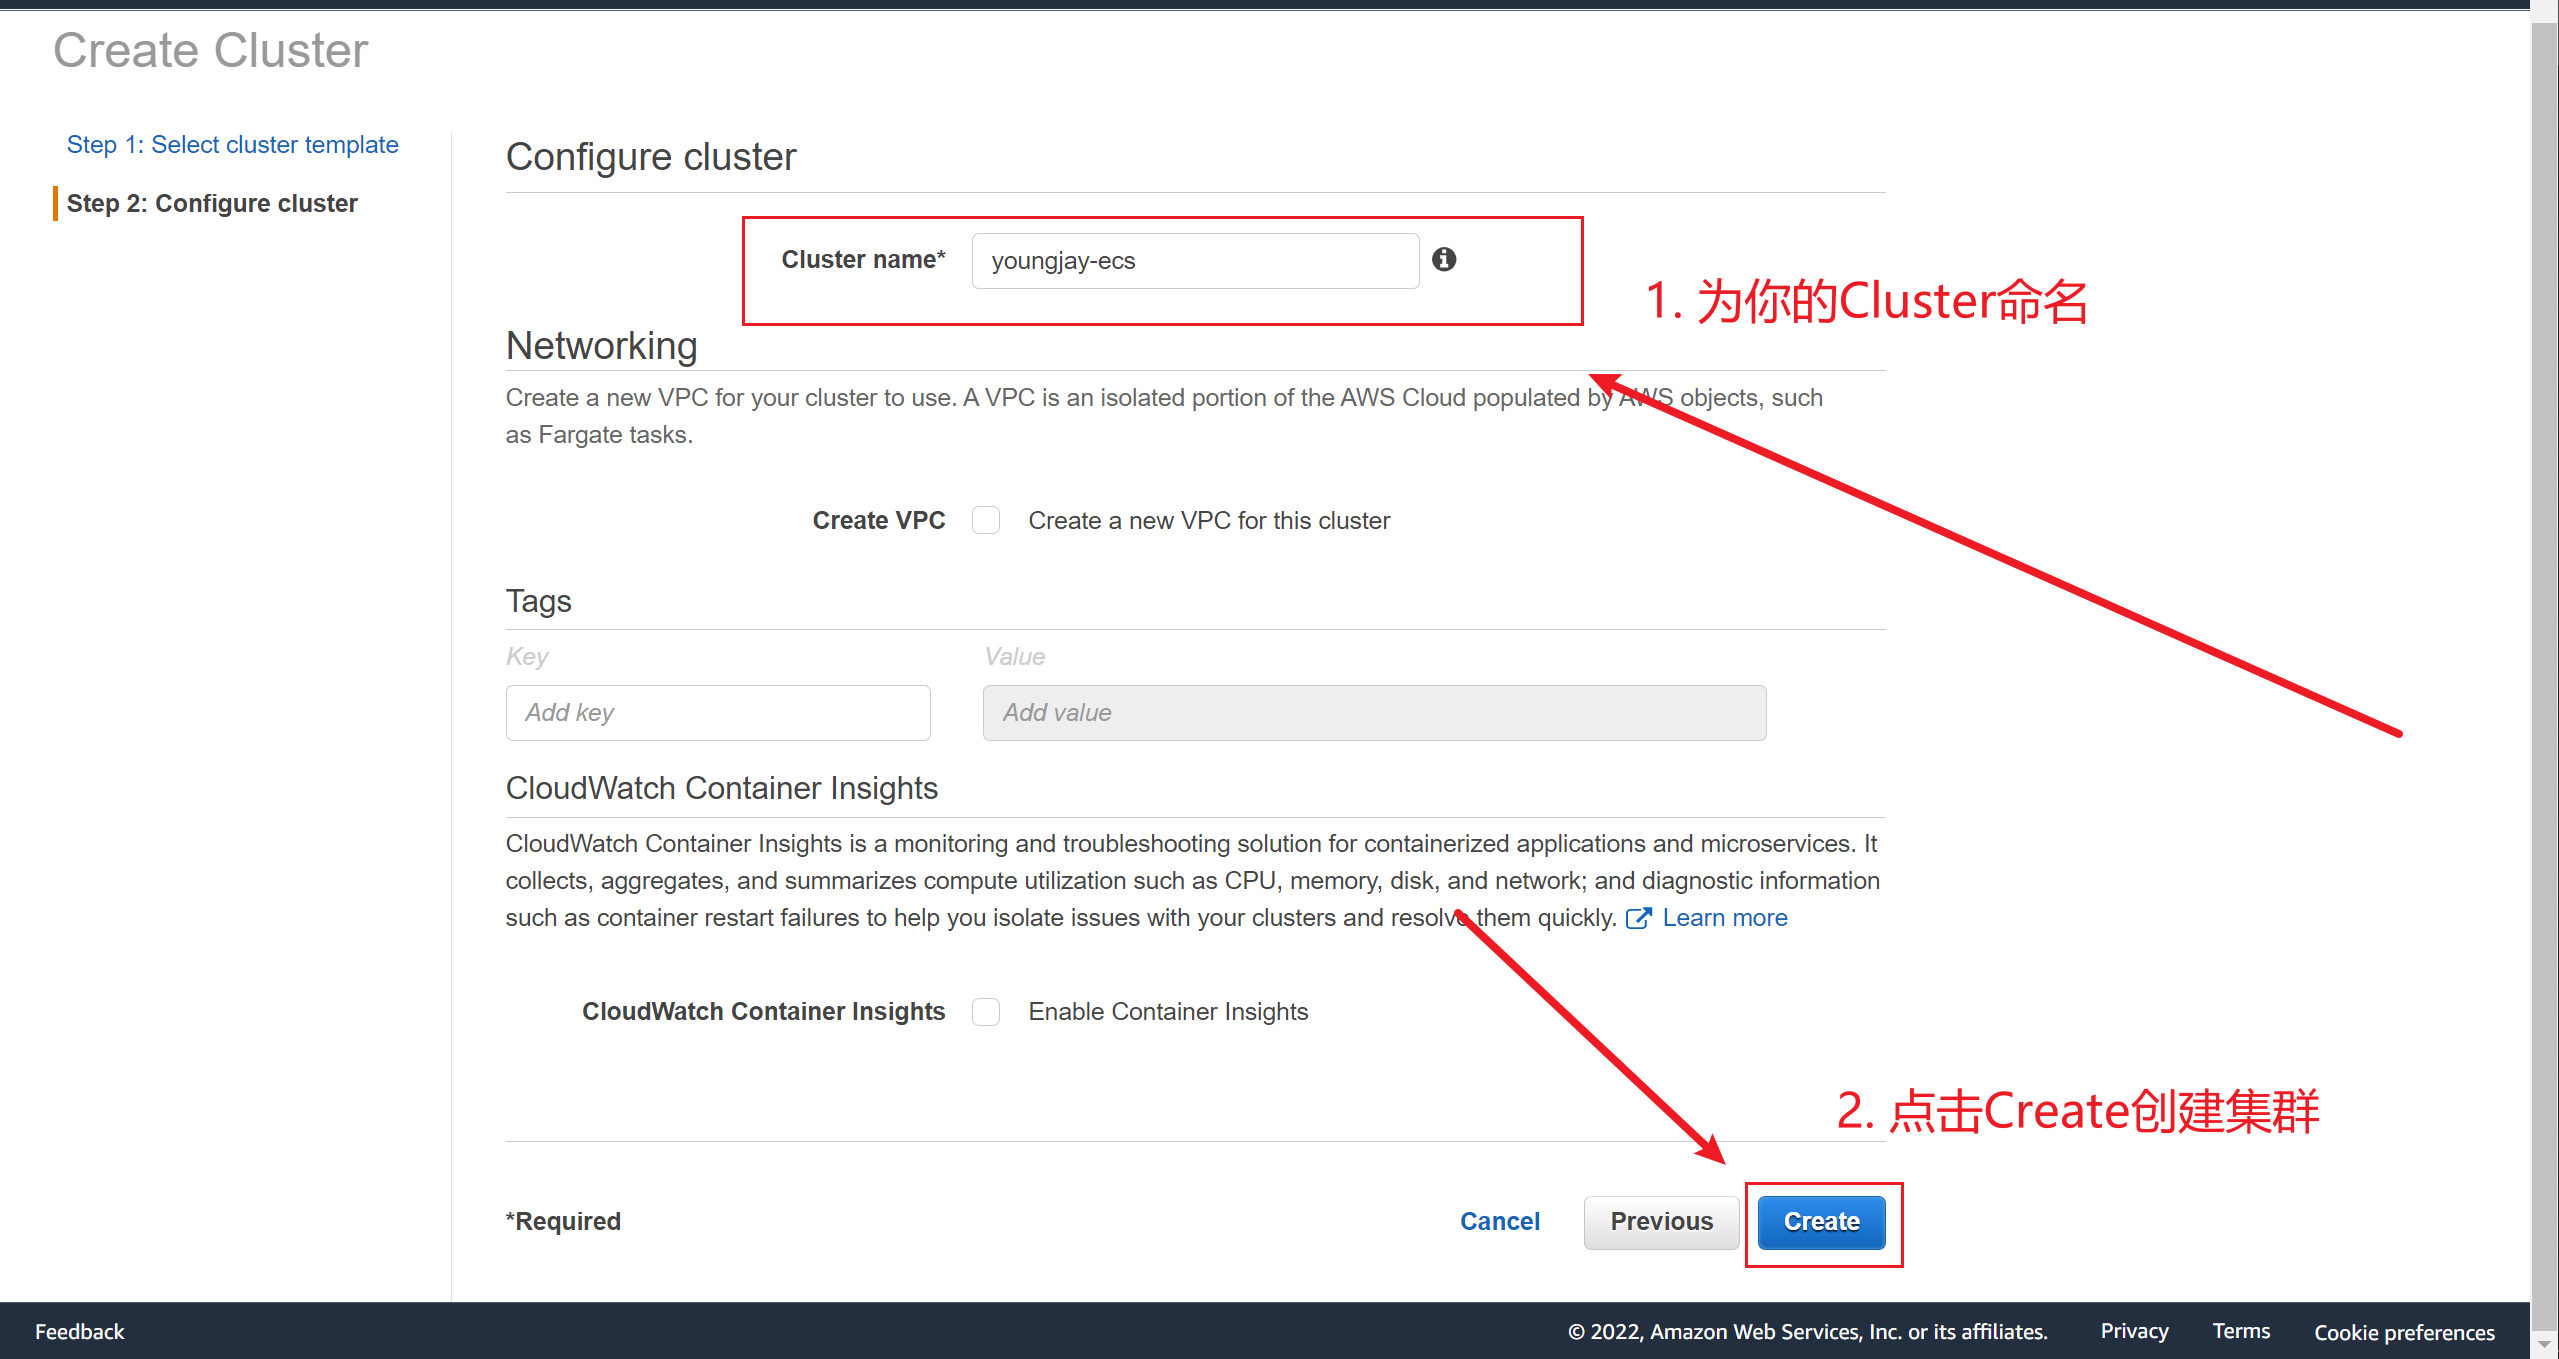 Create Cluster
Step 1: Select cluster template
Step 2: Configure cluster
Configure cluster
Cluster name*
youngjay-ecs
1. 为你的Cluster命名
Networking
Create a new VPC for your cluster to use. A VPC is an isolated portion of the AWS Cloud populated by AWS objects, such
as Fargate tasks.
Create VPC
Create a new VPC for this cluster
Tags
Key
Value
Add key
Add value
CloudWatch Container Insights
CloudWatch Container Insights is a monitoring and troubleshooting solution for containerized applications and microservices. It
collects, aggregates, and summarizes compute utilization such as CPU, memory, disk, and network; and diagnostic information
such as container restart failures to help you isolate issues with your clusters and resolve them quickly. Learn more
CloudWatch Container Insights
Enable Container Insights
2. 点击Create创建集群
*Required
Cancel
Previous
Create
Feedback
© 2022, Amazon Web Services, Inc. or its affiliates.
Privacy
Terms
Cookie preferences